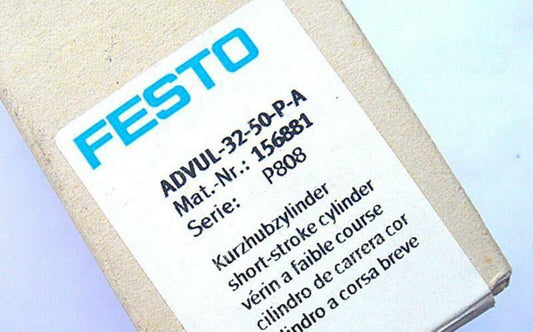 FESTO
ADVUL-32-50-P-A
Mat.-Nr.: 156881
Serie: P808
Kurzhubzylinder
short-stroke cylinder
vérin a faible course
cilindro de carrera cor
lindro a corsa breve